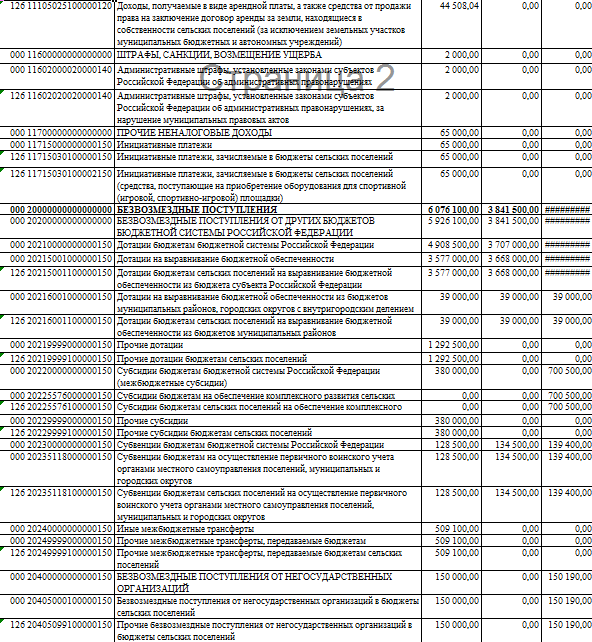 126 11105025100000120 Доходы, получаемые в виде арендной платы, а также средства от продажи 44 508,04 0,00 0,00
права на заключение договор аренды за земли, находящиеся в
собственности сельских поселений (за исключением земельных участков
муниципальных бюджетных и автономных учреждений)
000 11600000000000000 ШТРАФЫ, САНКЦИИ, ВОЗМЕЩЕНИЕ УЩЕРБА 2 000,00 0,00 0,00
Страница 2
000 11602000020000140 Административные штрафы, установленные законами субъектов 2 000,00 0,00 0,00
Российской Федерации об административных правонарушениях
126 11602020020000140 Административные штрафы, установленные законами субъектов 2 000,00 0,00 0,00
Российской Федерации об административных правонарушениях, за
нарушение муниципальных правовых актов
000 11700000000000000 ПРОЧИЕ НЕНАЛОГОВЫЕ ДОХОДЫ 65 000,00 0,00 0,00
000 11715000000000150 Инициативные платежи 65 000,00 0,00 0,00
126 11715030100000150 Инициативные платежи, зачисляемые в бюджеты сельских поселений 65 000,00 0,00 0,00
126 11715030100002150 Инициативные платежи, зачисляемые в бюджеты сельских поселений 65 000,00 0,00 0,00
(средства, поступающие на приобретение оборудования для спортивной
(игровой, спортивно-игровой) площадки)
000 20000000000000000 БЕЗВОЗМЕЗДНЫЕ ПОСТУПЛЕНИЯ 6 076 100,00 3 841 500,00 #########
000 20200000000000000 БЕЗВОЗМЕЗДНЫЕ ПОСТУПЛЕНИЯ ОТ ДРУГИХ БЮДЖЕТОВ 5 926 100,00 3 841 500,00 #########
БЮДЖЕТНОЙ СИСТЕМЫ РОССИЙСКОЙ ФЕДЕРАЦИИ
000 20210000000000150 Дотации бюджетам бюджетной системы Российской Федерации 4 908 500,00 3 707 000,00 #########
000 20215001000000150 Дотации на выравнивание бюджетной обеспеченности 3 577 000,00 3 668 000,00 #########
126 20215001100000150 Дотации бюджетам сельских поселений на выравнивание бюджетной 3 577 000,00 3 668 000,00 #########
обеспеченности из бюджета субъекта Российской Федерации
000 20216001000000150 Дотации на выравнивание бюджетной обеспеченности из бюджетов 39 000,00 39 000,00 39 000,00
муниципальных районов, городских округов с внутригородским делением
126 20216001100000150 Дотации бюджетам сельских поселений на выравнивание бюджетной 39 000,00 39 000,00 39 000,00
обеспеченности из бюджетов муниципальных районов
000 20219999000000150 Прочие дотации 1 292 500,00 0,00 0,00
126 20219999100000150 Прочие дотации бюджетам сельских поселений 1 292 500,00 0,00 0,00
000 20220000000000150 Субсидии бюджетам бюджетной системы Российской Федерации 380 000,00 0,00 700 500,00
(межбюджетные субсидии)
000 20225576000000150 Субсидии бюджетам на обеспечение комплексного развития сельских 0,00 0,00 700 500,00
126 20225576100000150 Субсидии бюджетам сельских поселений на обеспечение комплексного 0,00 0,00 700 500,00
000 20229999000000150 Прочие субсидии 380 000,00 0,00 0,00
126 20229999100000150 Прочие субсидии бюджетам сельских поселений 380 000,00 0,00 0,00
000 20230000000000150 Субвенции бюджетам бюджетной системы Российской Федерации 128 500,00 134 500,00 139 400,00
000 20235118000000150 Субвенции бюджетам на осуществление первичного воинского учета 128 500,00 134 500,00 139 400,00
органами местного самоуправления поселений, муниципальных и
городских округов
126 20235118100000150 Субвенции бюджетам сельских поселений на осуществление первичного 128 500,00 134 500,00 139 400,00
воинского учета органами местного самоуправления поселений,
муниципальных и городских округов
000 20240000000000150 Иные межбюджетные трансферты 509 100,00 0,00 0,00
000 20249999000000150 Прочие межбюджетные трансферты, передаваемые бюджетам 509 100,00 0,00 0,00
126 20249999100000150 Прочие межбюджетные трансферты, передаваемые бюджетам сельских 509 100,00 0,00 0,00
поселений
000 20400000000000150 БЕЗВОЗМЕЗДНЫЕ ПОСТУПЛЕНИЯ ОТ НЕГОСУДАРСТВЕННЫХ 150 000,00 0,00 150 190,00
ОРГАНИЗАЦИЙ
000 20405000100000150 Безвозмездные поступления от негосударственных организаций в бюджеты 150 000,00 0,00 150 190,00
сельских поселений
126 20405099100000150 Прочие безвозмездные поступления от негосударственных организаций в 150 000,00 0,00 150 190,00
бюджеты сельских поселений